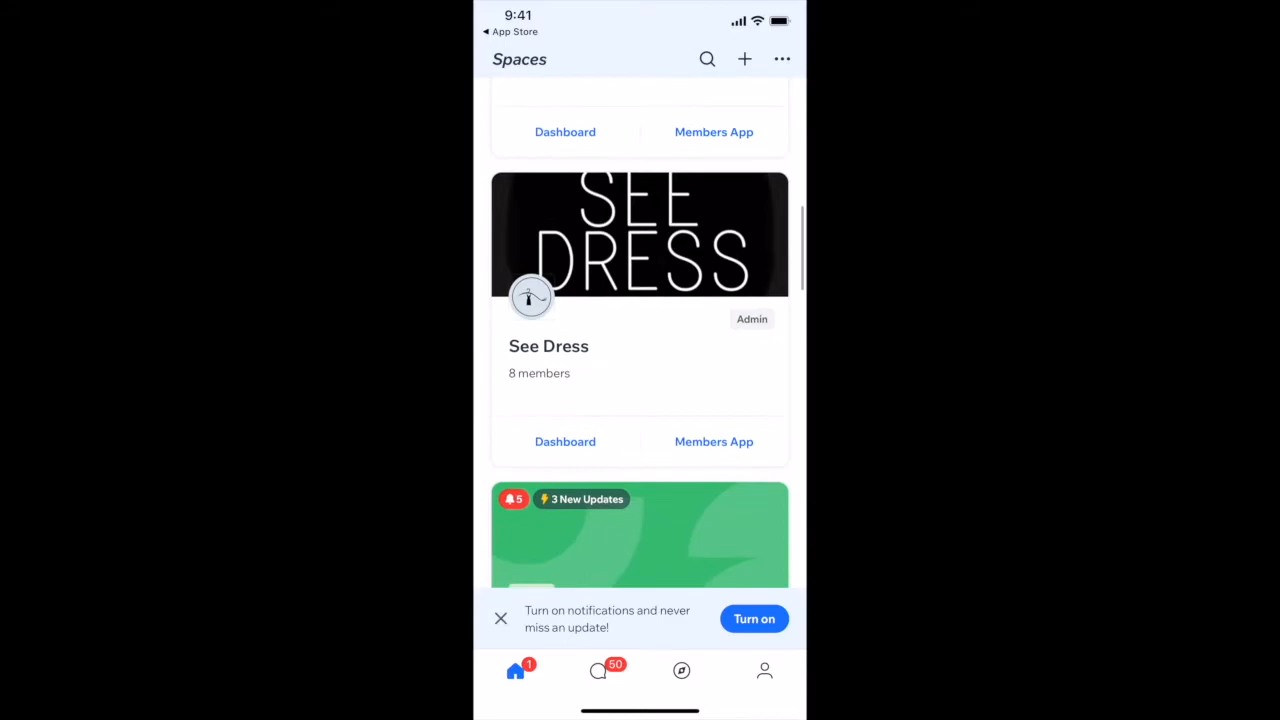 9:41
App Store
Spaces
Dashboard
Members App
SEE
DRESS
Admin
See Dress
8 members
Dashboard
Members App
5
3 New Updates
Turn on notifications and never
miss an update!
Turn on
1
50